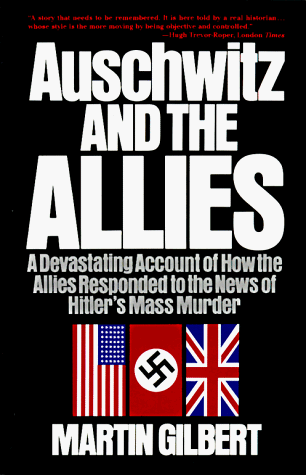 "A story that needs to be remembered. It is here told by a real historian...
whose style is the more moving by being objective and controlled."
—Hugh Trevor-Roper, London Times
Auschwitz
AND THE
ALLIES
A Devastating Account of How the
Allies Responded to the News of
Hitler's Mass Murder
MARTIN GILBERT